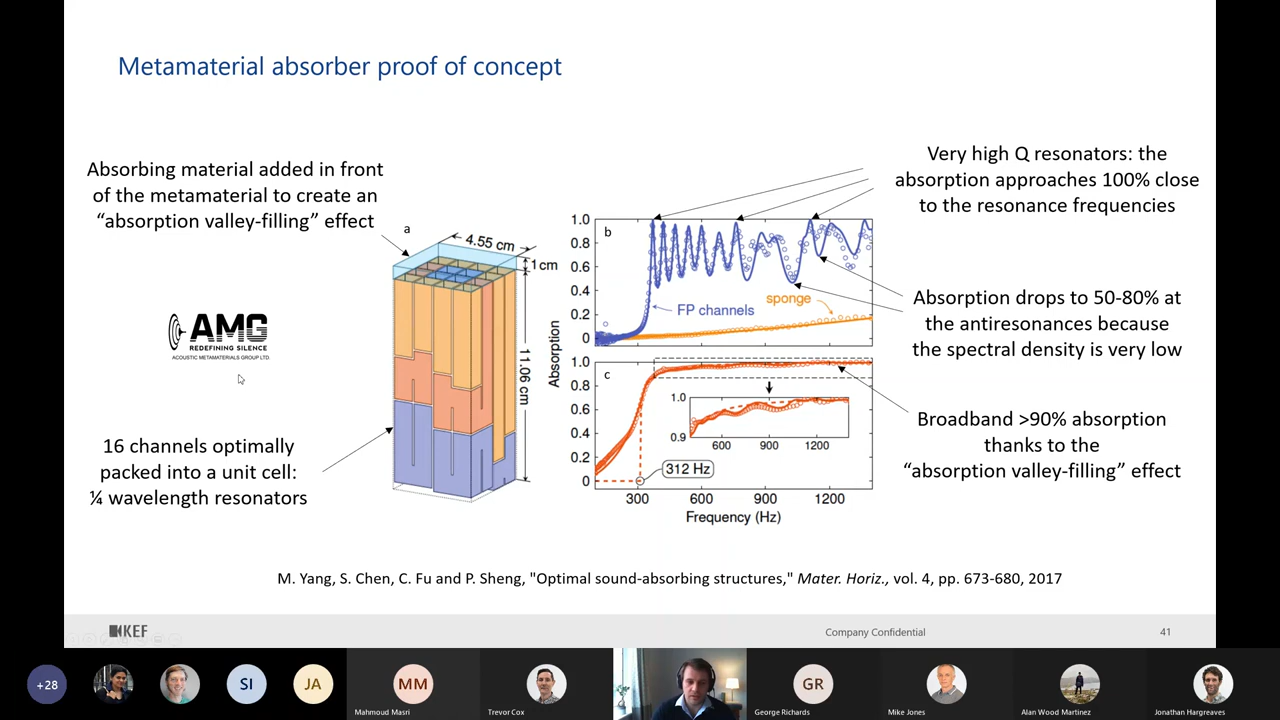 Metamaterial absorber proof of concept
Absorbing material added in front
of the metamaterial to create an
“absorption valley-filling” effect
AMG
REDEFINING SILENCE
ACOUSTIC METAMATERIALS GROUP LTD.
16 channels optimally
packed into a unit cell:
¼ wavelength resonators
a
4.55 cm
1 cm
11.06 cm
Absorption
1.0
0.8
0.6
0.4
0.2
0
b
FP channels
sponge
1.0
0.8
0.6
0.4
0.2
0
c
1.0
0.9
600 900 1200
312 Hz
300 600 900 1200
Frequency (Hz)
Very high Q resonators: the
absorption approaches 100% close
to the resonance frequencies
Absorption drops to 50-80% at
the antiresonances because
the spectral density is very low
Broadband >90% absorption
thanks to the
“absorption valley-filling” effect
M. Yang, S. Chen, C. Fu and P. Sheng, "Optimal sound-absorbing structures," Mater. Horiz., vol. 4, pp. 673-680, 2017
KEF
Company Confidential
41
+28
SI
JA
MM
Mahmoud Masri
Trevor Cox
GR
George Richards
Mike Jones
Alan Wood Martinez
Jonathan Hargreaves